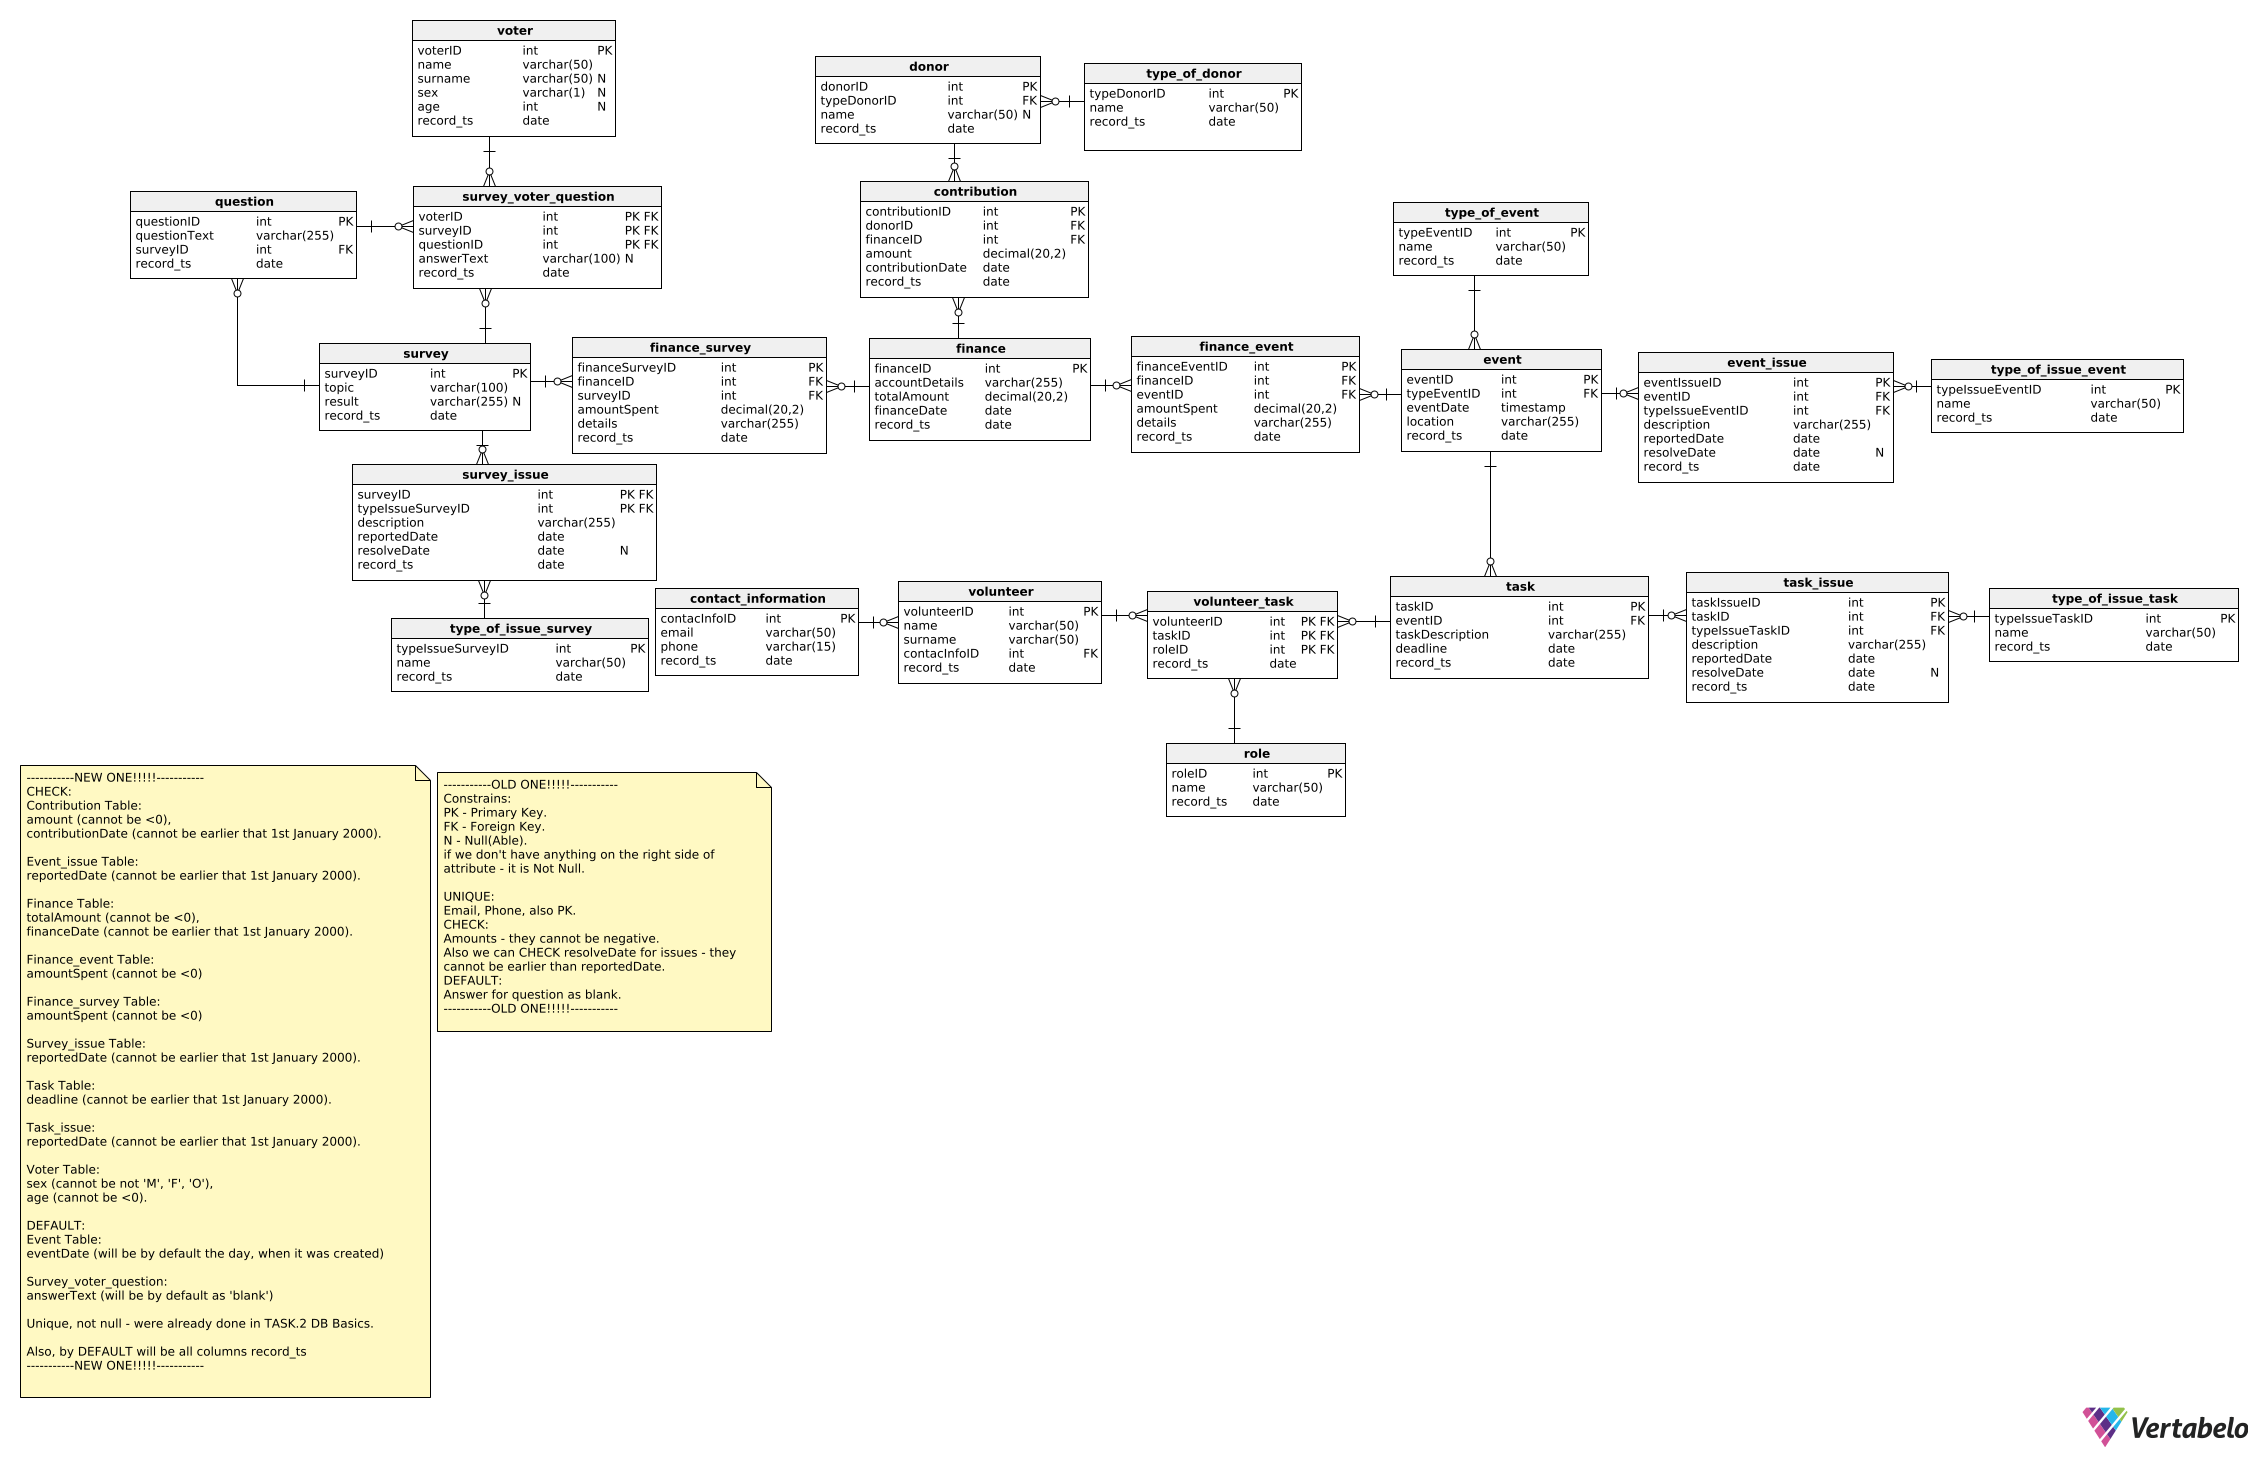 voter
voterID int PK
name varchar(50)
surname varchar(50) N
sex varchar(1) N
age int N
record_ts date
donor
donorID int PK
typeDonorID int FK
name varchar(50) N
record_ts date
type_of_donor
typeDonorID int PK
name varchar(50)
record_ts date
question
questionID int PK
questionText varchar(255)
surveyID int FK
record_ts date
survey_voter_question
voterID int PK FK
surveyID int PK FK
questionID int PK FK
answerText varchar(100) N
record_ts date
contribution
contributionID int PK
donorID int FK
financeID int FK
amount decimal(20,2)
contributionDate date
record_ts date
type_of_event
typeEventID int PK
name varchar(50)
record_ts date
survey
surveyID int PK
topic varchar(100)
result varchar(255) N
record_ts date
finance_survey
financeSurveyID int PK
financeID int FK
surveyID int FK
amountSpent decimal(20,2)
details varchar(255)
record_ts date
finance
financeID int PK
accountDetails varchar(255)
totalAmount decimal(20,2)
financeDate date
record_ts date
finance_event
financeEventID int PK
financeID int FK
eventID int FK
amountSpent decimal(20,2)
details varchar(255)
record_ts date
event
eventID int PK
typeEventID int FK
eventDate timestamp
location varchar(255)
record_ts date
event_issue
eventIssueID int PK
eventID int FK
typeIssueEventID int FK
description varchar(255)
reportedDate date
resolveDate date N
record_ts date
type_of_issue_event
typeIssueEventID int PK
name varchar(50)
record_ts date
survey_issue
surveyID int PK FK
typeIssueSurveyID int PK FK
description varchar(255)
reportedDate date
resolveDate date N
record_ts date
type_of_issue_survey
typeIssueSurveyID int PK
name varchar(50)
record_ts date
contact_information
contacInfoID int PK
email varchar(50)
phone varchar(15)
record_ts date
volunteer
volunteerID int PK
name varchar(50)
surname varchar(50)
contacInfoID int FK
record_ts date
volunteer_task
volunteerID int PK FK
taskID int PK FK
roleID int PK FK
record_ts date
task
taskID int PK
eventID int FK
taskDescription varchar(255)
deadline date
record_ts date
task_issue
taskIssueID int PK
taskID int FK
typeIssueTaskID int FK
description varchar(255)
reportedDate date
resolveDate date N
record_ts date
type_of_issue_task
typeIssueTaskID int PK
name varchar(50)
record_ts date
role
roleID int PK
name varchar(50)
record_ts date
-----------NEW ONE!!!!!-----------
CHECK:
Contribution Table:
amount (cannot be <0),
contributionDate (cannot be earlier that 1st January 2000).
Event_issue Table:
reportedDate (cannot be earlier that 1st January 2000).
Finance Table:
totalAmount (cannot be <0),
financeDate (cannot be earlier that 1st January 2000).
Finance_event Table:
amountSpent (cannot be <0)
Finance_survey Table:
amountSpent (cannot be <0)
Survey_issue Table:
reportedDate (cannot be earlier that 1st January 2000).
Task Table:
deadline (cannot be earlier that 1st January 2000).
Task_issue:
reportedDate (cannot be earlier that 1st January 2000).
Voter Table:
sex (cannot be not 'M', 'F', 'O'),
age (cannot be <0).
DEFAULT:
Event Table:
eventDate (will be by default the day, when it was created)
Survey_voter_question:
answerText (will be by default as 'blank')
Unique, not null - were already done in TASK.2 DB Basics.
Also, by DEFAULT will be all columns record_ts
-----------NEW ONE!!!!!-----------
-----------OLD ONE!!!!!-----------
Constrains:
PK - Primary Key.
FK - Foreign Key.
N - Null(Able).
if we don't have anything on the right side of
attribute - it is Not Null.
UNIQUE:
Email, Phone, also PK.
CHECK:
Amounts - they cannot be negative.
Also we can CHECK resolveDate for issues - they
cannot be earlier than reportedDate.
DEFAULT:
Answer for question as blank.
-----------OLD ONE!!!!!-----------
Vertabelo